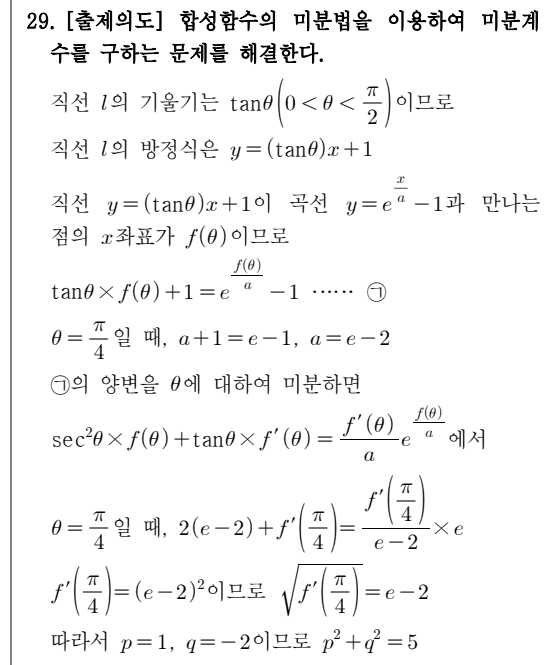 29. [출제의도] 합성함수의 미분법을 이용하여 미분계
수를 구하는 문제를 해결한다.
직선 l의 기울기는 tanθ(0<θ<π/2)이므로
직선 l의 방정식은 y=(tanθ)x+1
직선 y=(tanθ)x+1이 곡선 y=e^(x/a)-1과 만나는
점의 x좌표가 f(θ)이므로
tanθ×f(θ)+1=e^(f(θ)/a)-1 ⋯⋯ ㉠
θ=π/4일 때, a+1=e-1, a=e-2
㉠의 양변을 θ에 대하여 미분하면
sec²θ×f(θ)+tanθ×f′(θ)=f′(θ)/a e^(f(θ)/a)에서
θ=π/4일 때, 2(e-2)+f′(π/4)=f′(π/4)/(e-2)×e
f′(π/4)=(e-2)²이므로 √(f′(π/4))=e-2
따라서 p=1, q=-2이므로 p²+q²=5